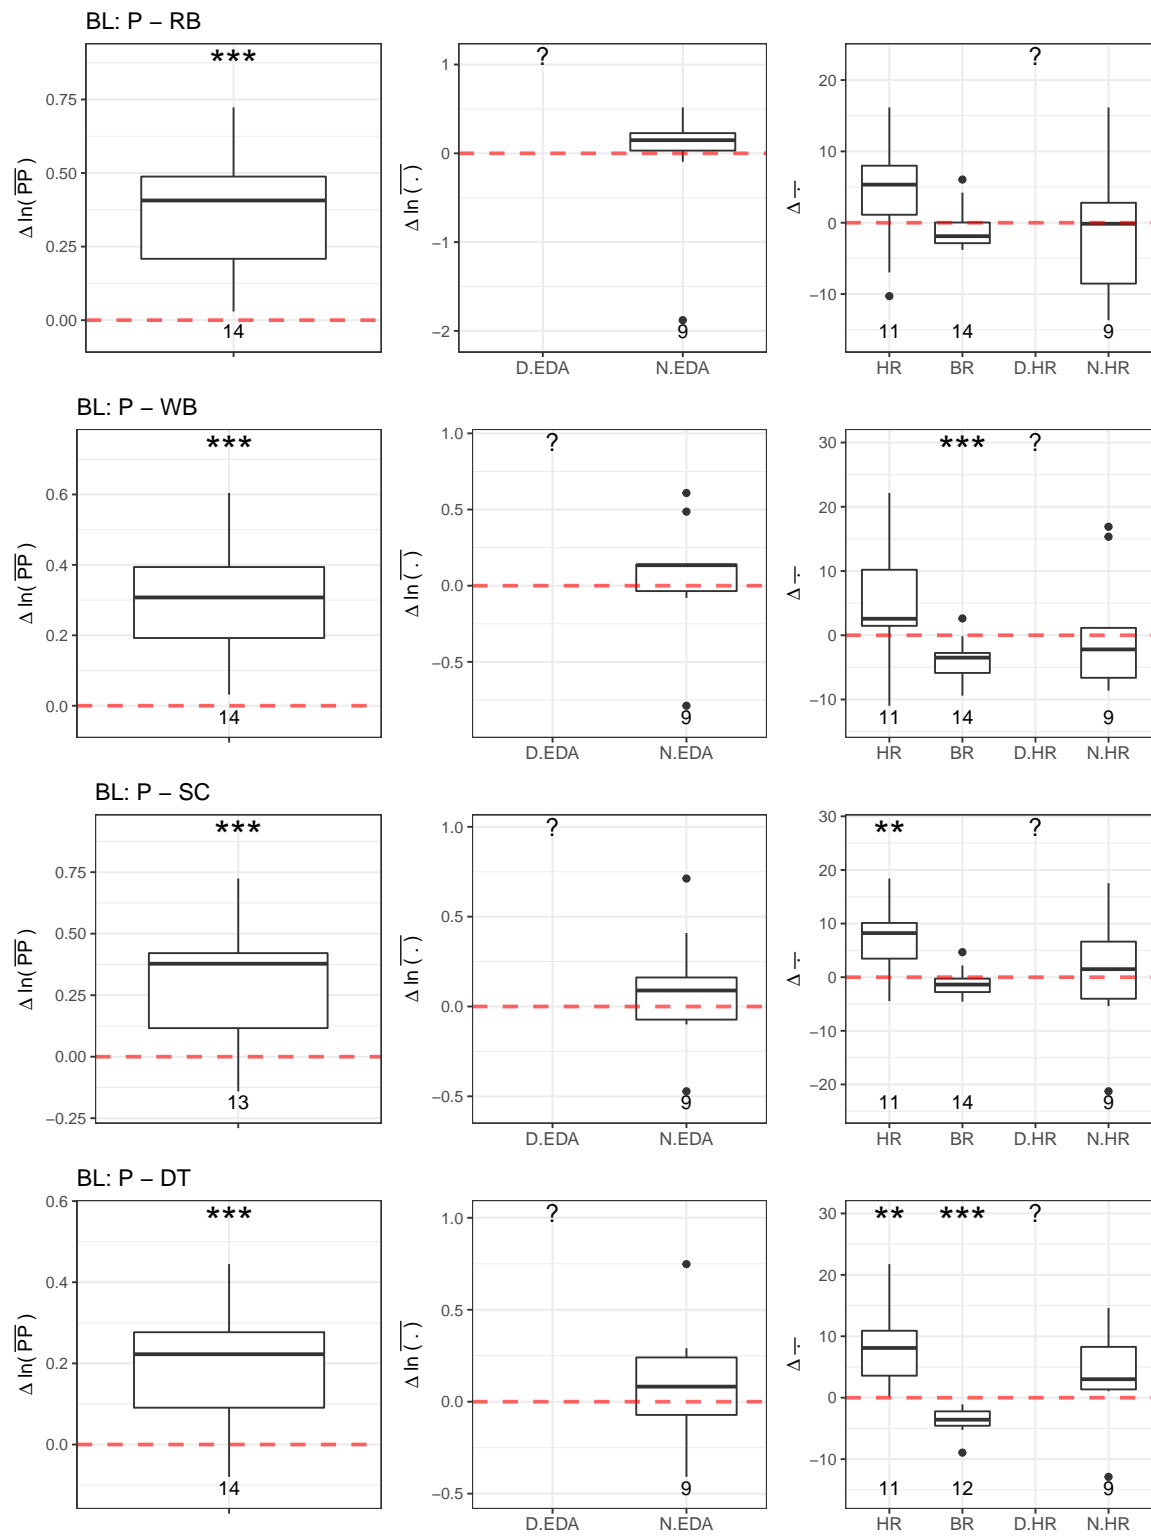 BL: P − RB
*** ? ?
0.75 0.50 0.25 0.00
Δ ln( PP )
14
1 0 −1 −2
Δ ln ( . )
9
D.EDA N.EDA
20 10 0 −10
Δ .
11 14 9
HR BR D.HR N.HR
BL: P − WB
*** ? *** ?
0.6 0.4 0.2 0.0
Δ ln( PP )
14
1.0 0.5 0.0 −0.5
Δ ln ( . )
9
D.EDA N.EDA
30 20 10 0 −10
Δ .
11 14 9
HR BR D.HR N.HR
BL: P − SC
*** ? ** ?
0.75 0.50 0.25 0.00 −0.25
Δ ln( PP )
13
1.0 0.5 0.0 −0.5
Δ ln ( . )
9
D.EDA N.EDA
30 20 10 0 −10 −20
Δ .
11 14 9
HR BR D.HR N.HR
BL: P − DT
*** ? ** *** ?
0.6 0.4 0.2 0.0
Δ ln( PP )
14
1.0 0.5 0.0 −0.5
Δ ln ( . )
9
D.EDA N.EDA
30 20 10 0 −10
Δ .
11 12 9
HR BR D.HR N.HR